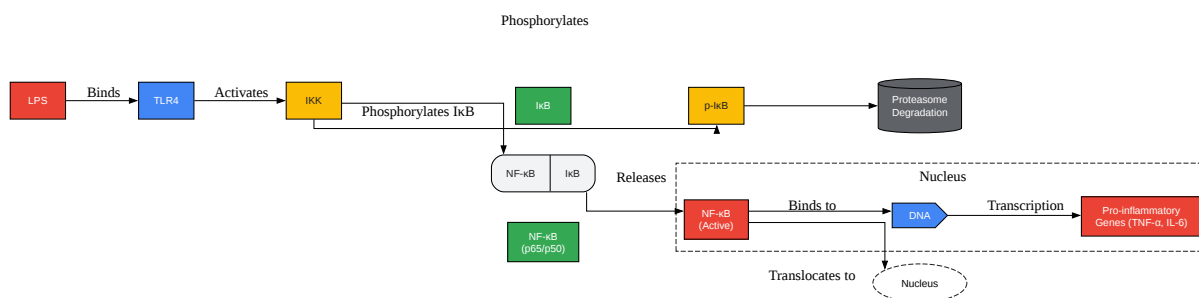 Phosphorylates
LPS
Binds
TLR4
Activates
IKK
Phosphorylates IκB
IκB
p-IκB
Proteasome
Degradation
NF-κB
IκB
Releases
Nucleus
NF-κB
(Active)
Binds to
DNA
Transcription
Pro-inflammatory
Genes (TNF-α, IL-6)
NF-κB
(p65/p50)
Translocates to
Nucleus